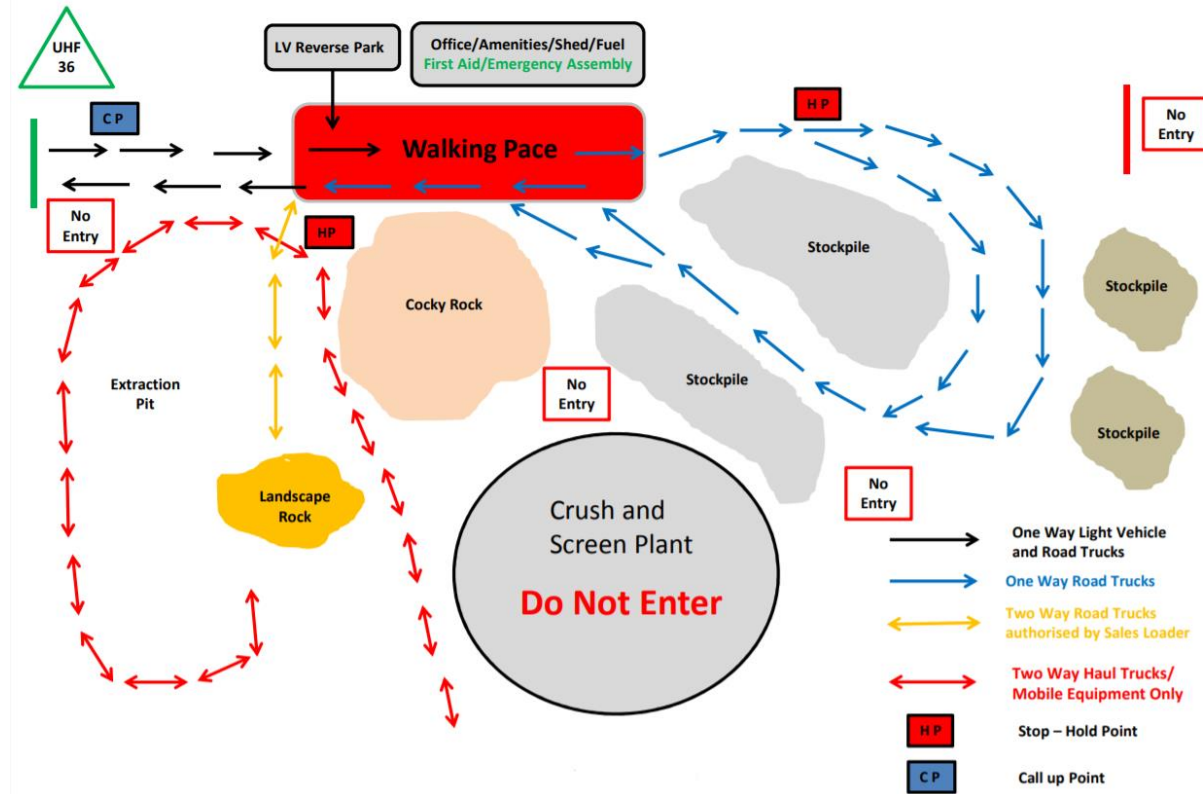 UHF
36
LV Reverse Park
Office/Amenities/Shed/Fuel
First Aid/Emergency Assembly
C P
H P
No
Entry
Walking Pace
No
Entry
HP
Stockpile
Stockpile
Cocky Rock
Extraction
Pit
Stockpile
No
Entry
Stockpile
Landscape
Rock
No
Entry
Crush and
Screen Plant
Do Not Enter
One Way Light Vehicle
and Road Trucks
One Way Road Trucks
Two Way Road Trucks
authorised by Sales Loader
Two Way Haul Trucks/
Mobile Equipment Only
H P
Stop – Hold Point
C P
Call up Point